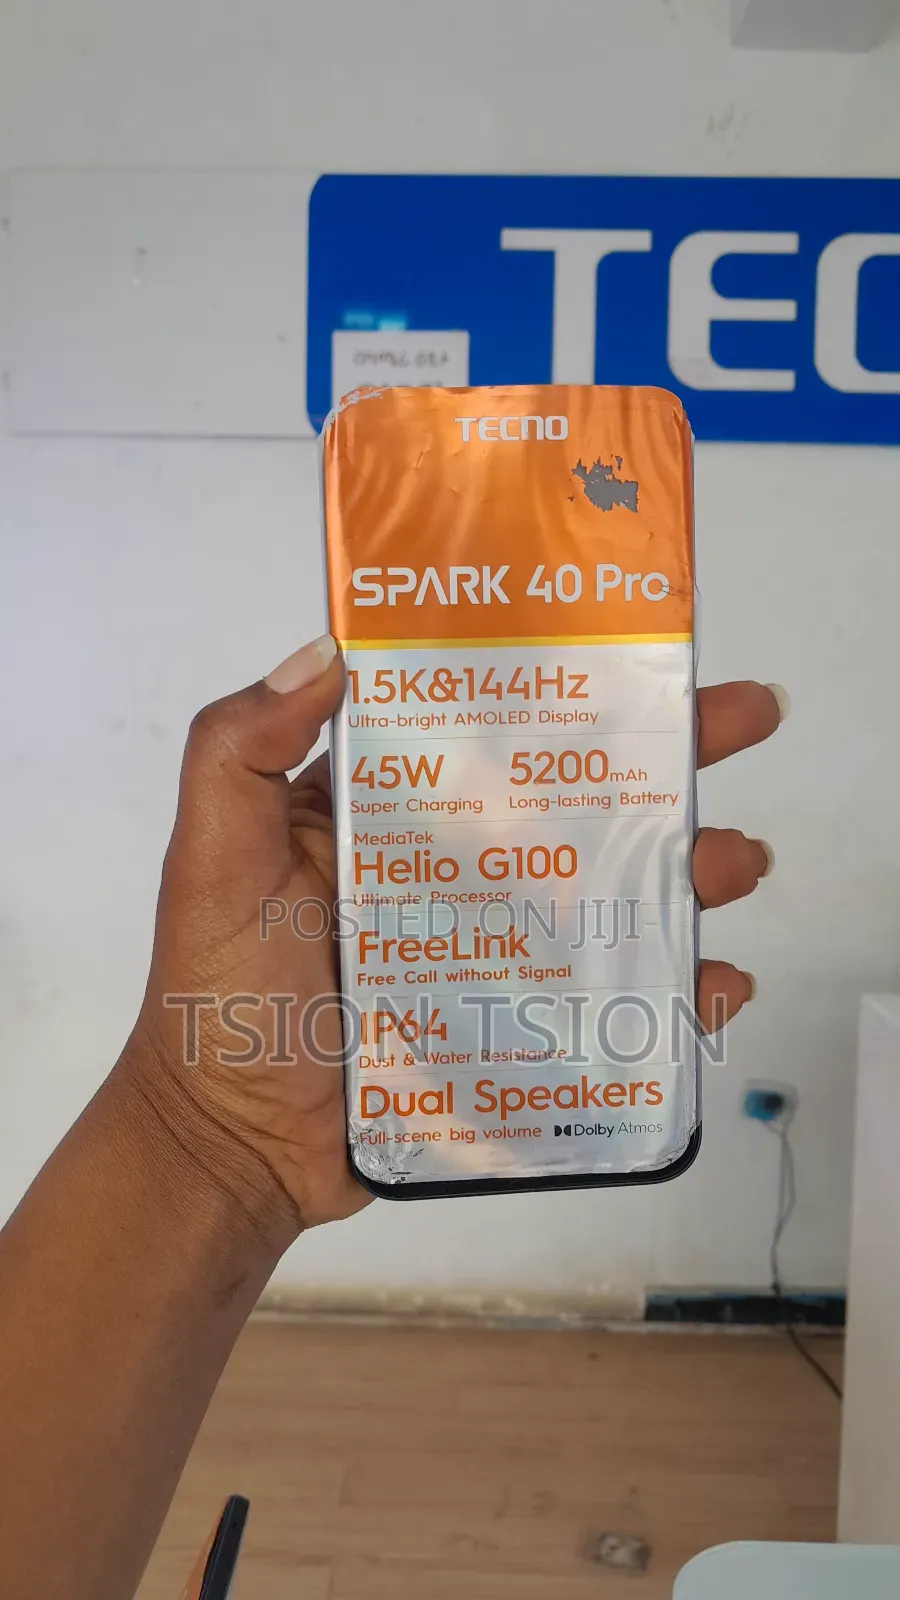 TEC
TECNO
SPARK 40 Pro
1.5K&144Hz
Ultra-bright AMOLED Display
45W 5200mAh
Super Charging Long-lasting Battery
MediaTek
Helio G100
Ultimate Processor
POSTED ON JIJI
FreeLink
Free Call without Signal
TSION TSION
IP64
Dust & Water Resistance
Dual Speakers
Full-scene big volume Dolby Atmos